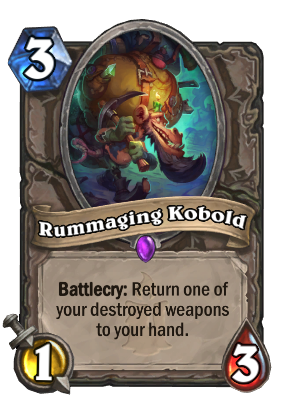 3
Rummaging Kobold
Battlecry: Return one of
your destroyed weapons
to your hand.
1
3